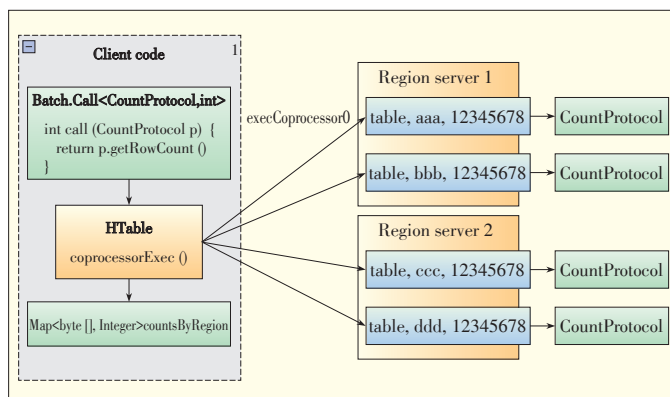 Client code
1
Batch.Call<CountProtocol,int>
int call (CountProtocol p) {
return p.getRowCount ()
}
HTable
coprocessorExec ()
Map<byte [], Integer>countsByRegion
execCoprocessor0
Region server 1
table, aaa, 12345678
CountProtocol
table, bbb, 12345678
CountProtocol
Region server 2
table, ccc, 12345678
CountProtocol
table, ddd, 12345678
CountProtocol